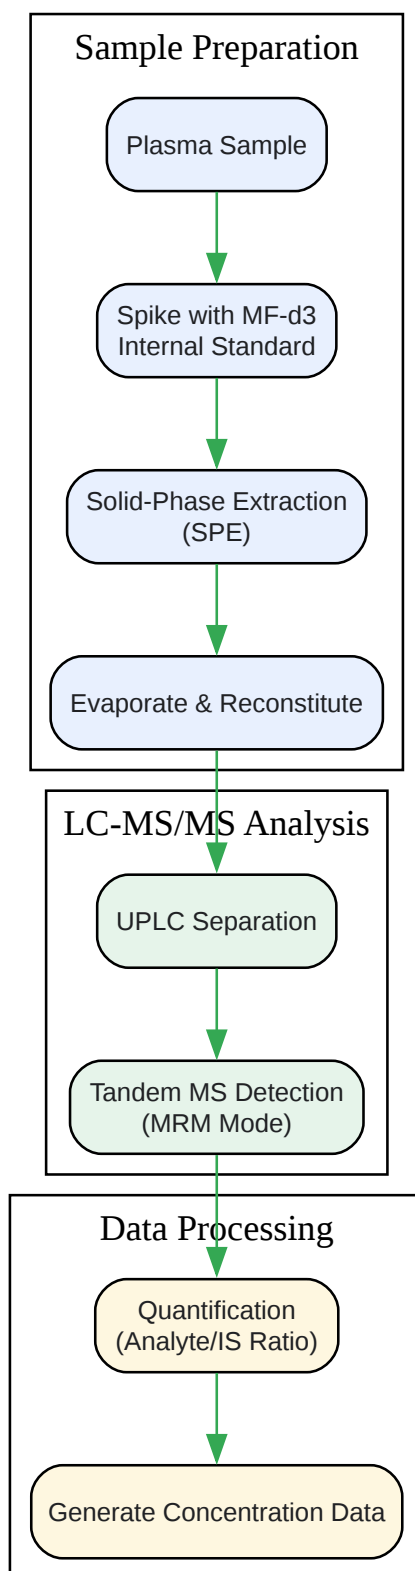 Sample Preparation
Plasma Sample
Spike with MF-d3
Internal Standard
Solid-Phase Extraction
(SPE)
Evaporate & Reconstitute
LC-MS/MS Analysis
UPLC Separation
Tandem MS Detection
(MRM Mode)
Data Processing
Quantification
(Analyte/IS Ratio)
Generate Concentration Data